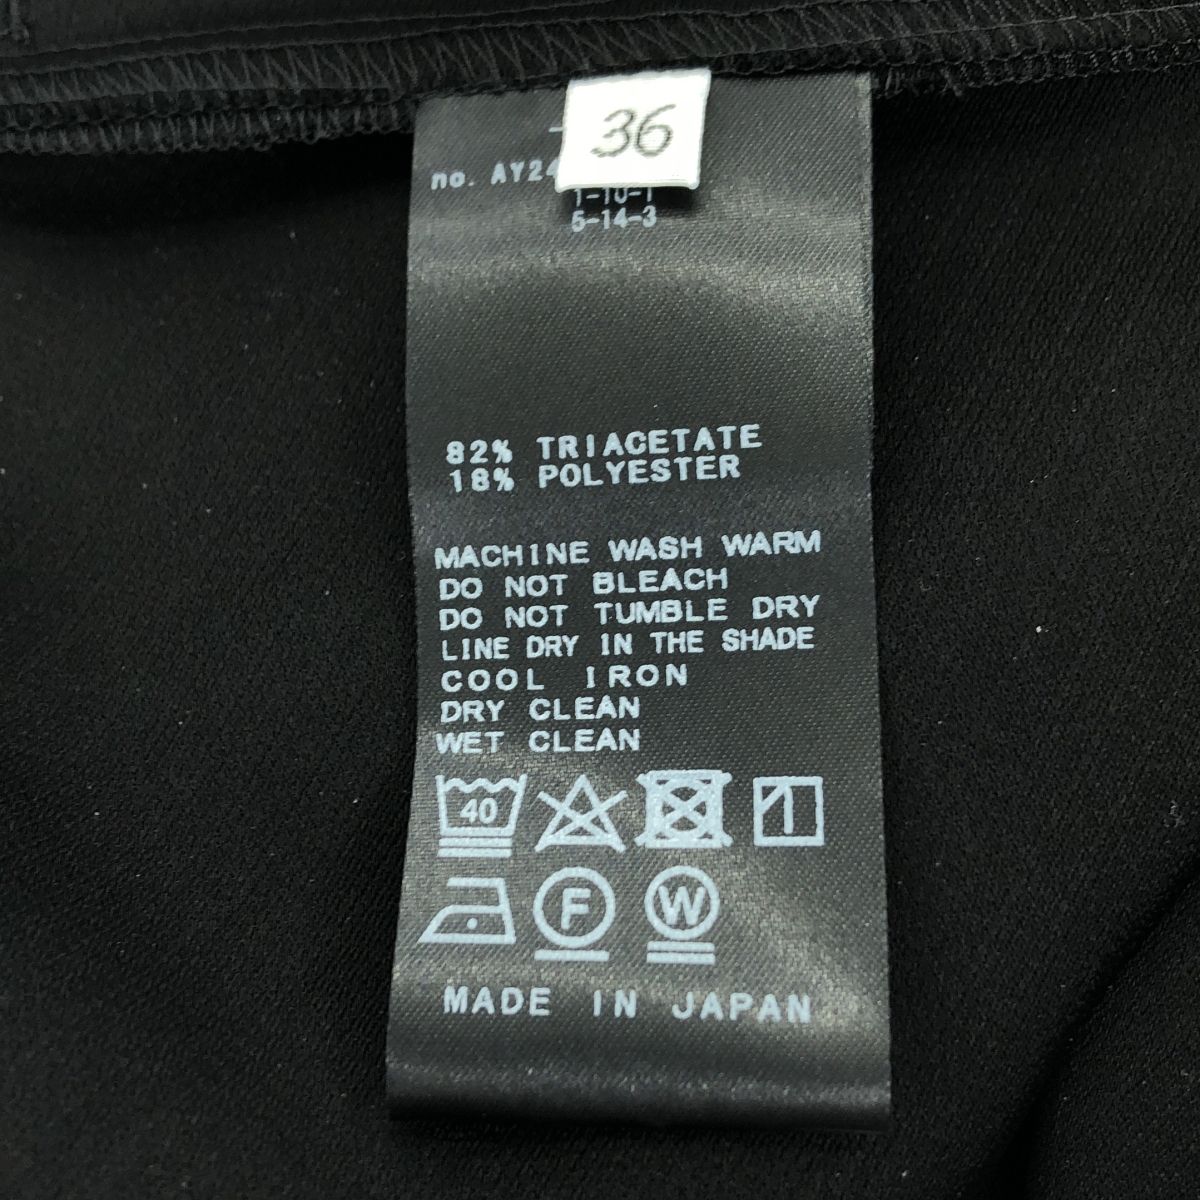 36
no. AY24
1-10-1
5-14-3
82% TRIACETATE
18% POLYESTER
MACHINE WASH WARM
DO NOT BLEACH
DO NOT TUMBLE DRY
LINE DRY IN THE SHADE
COOL IRON
DRY CLEAN
WET CLEAN
40
F W
MADE IN JAPAN